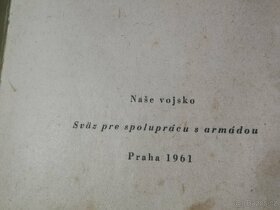 Naše vojsko
Sväz pre spoluprácu s armádou
Praha 1961